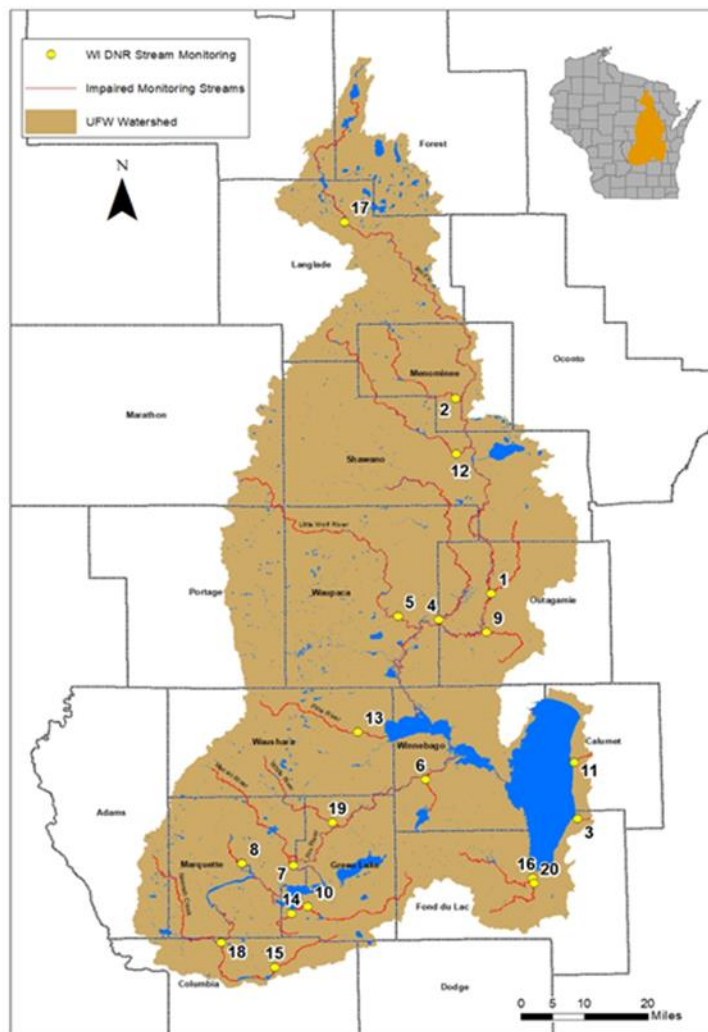 WI DNR Stream Monitoring
Impaired Monitoring Streams
UFW Watershed
N
Forest
17
Langlade
Oconto
Menominee
2
Marathon
12
Shawano
Little Wolf River
Portage
Waupaca
1
5
4
Outagamie
9
13
Pine River
Waushara
Winnebago
Calumet
6
11
Adams
19
3
Marquette
8
Green Lake
7
16
20
10
14
Fond du Lac
18
15
Columbia
Dodge
0 5 10 20
Miles